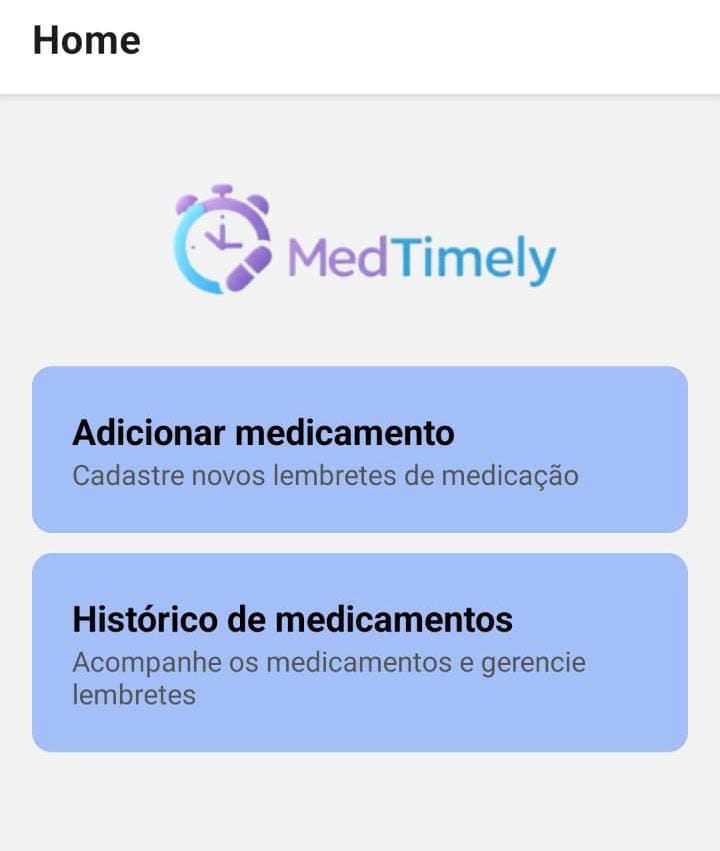 Home
MedTimely
Adicionar medicamento
Cadastre novos lembretes de medicação
Histórico de medicamentos
Acompanhe os medicamentos e gerencie
lembretes